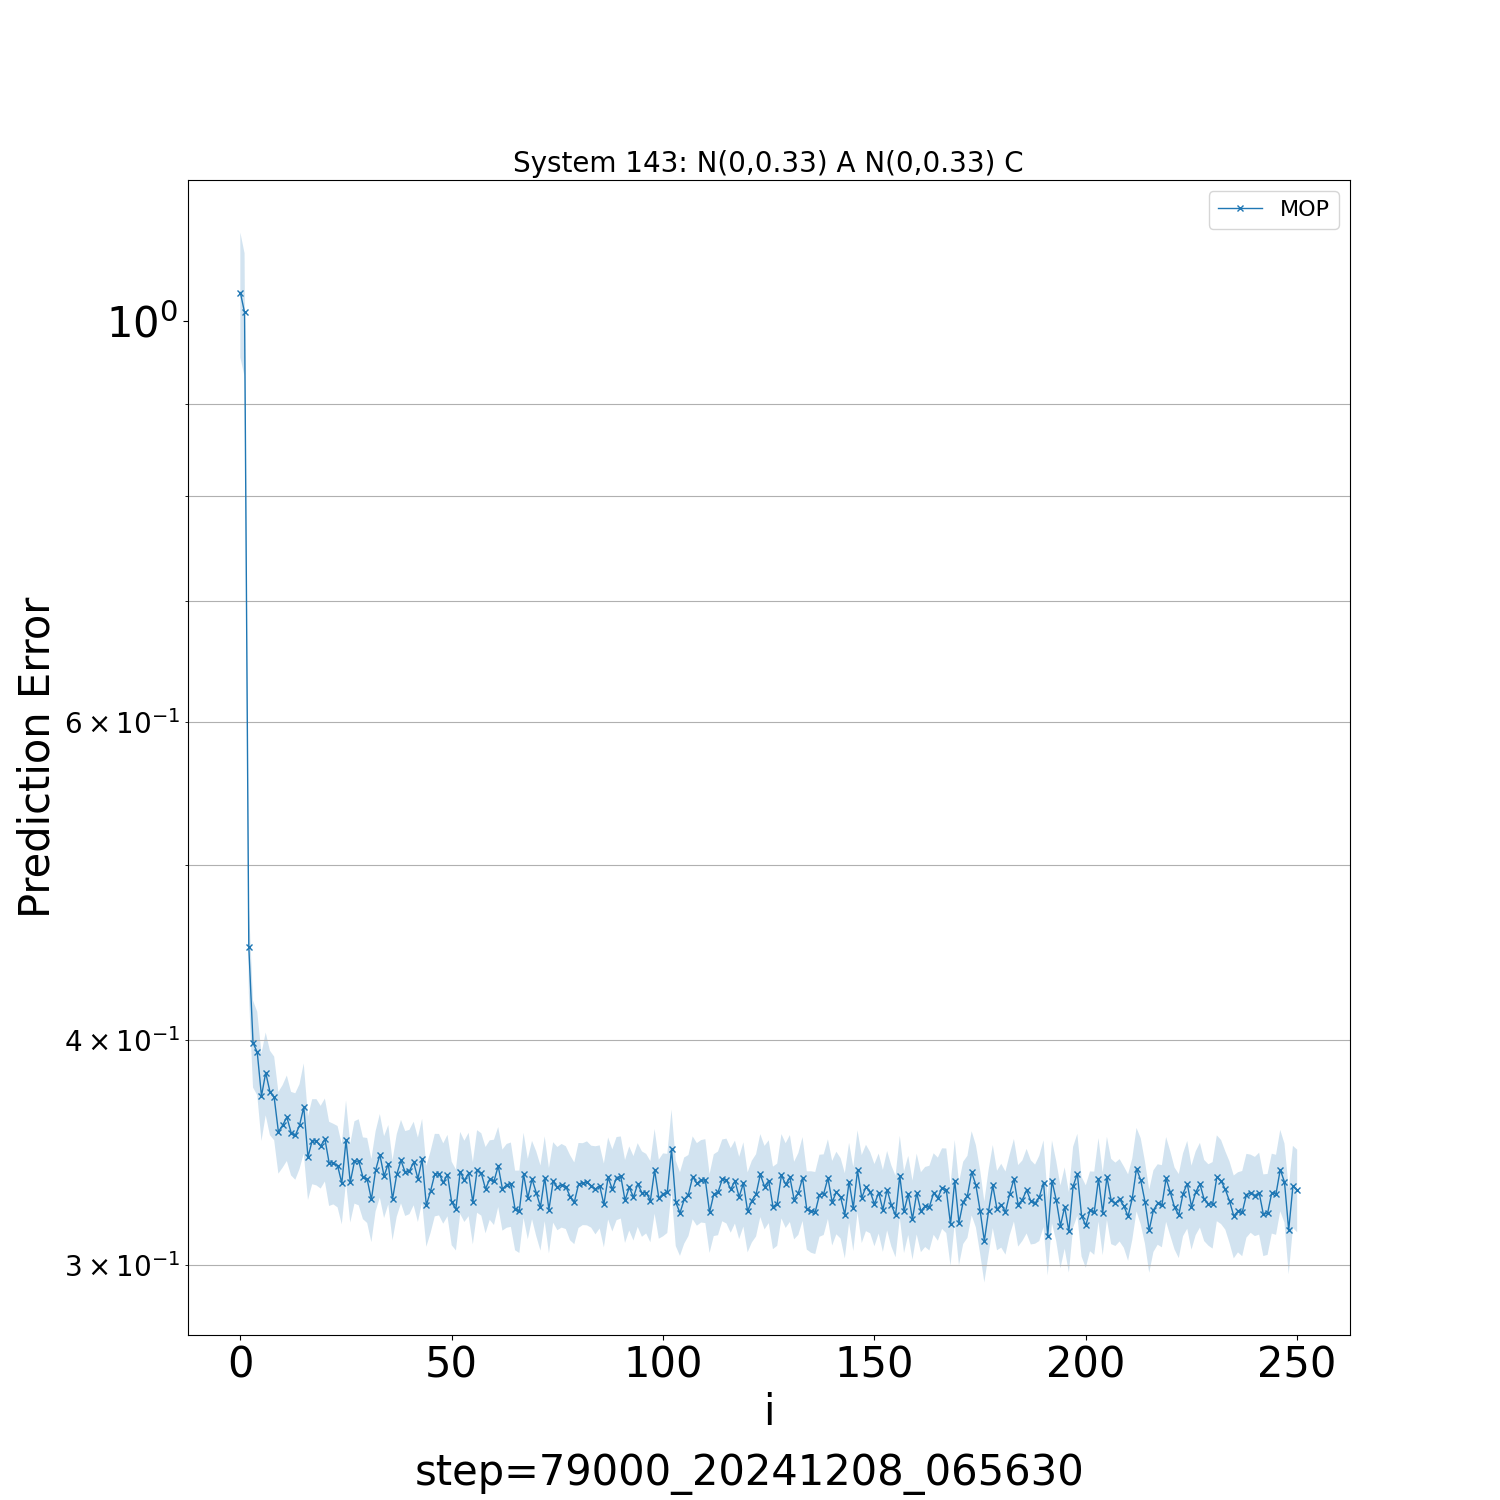 System 143: N(0,0.33) A N(0,0.33) C
MOP
10⁰
6 × 10⁻¹
4 × 10⁻¹
3 × 10⁻¹
Prediction Error
0 50 100 150 200 250
i
step=79000_20241208_065630